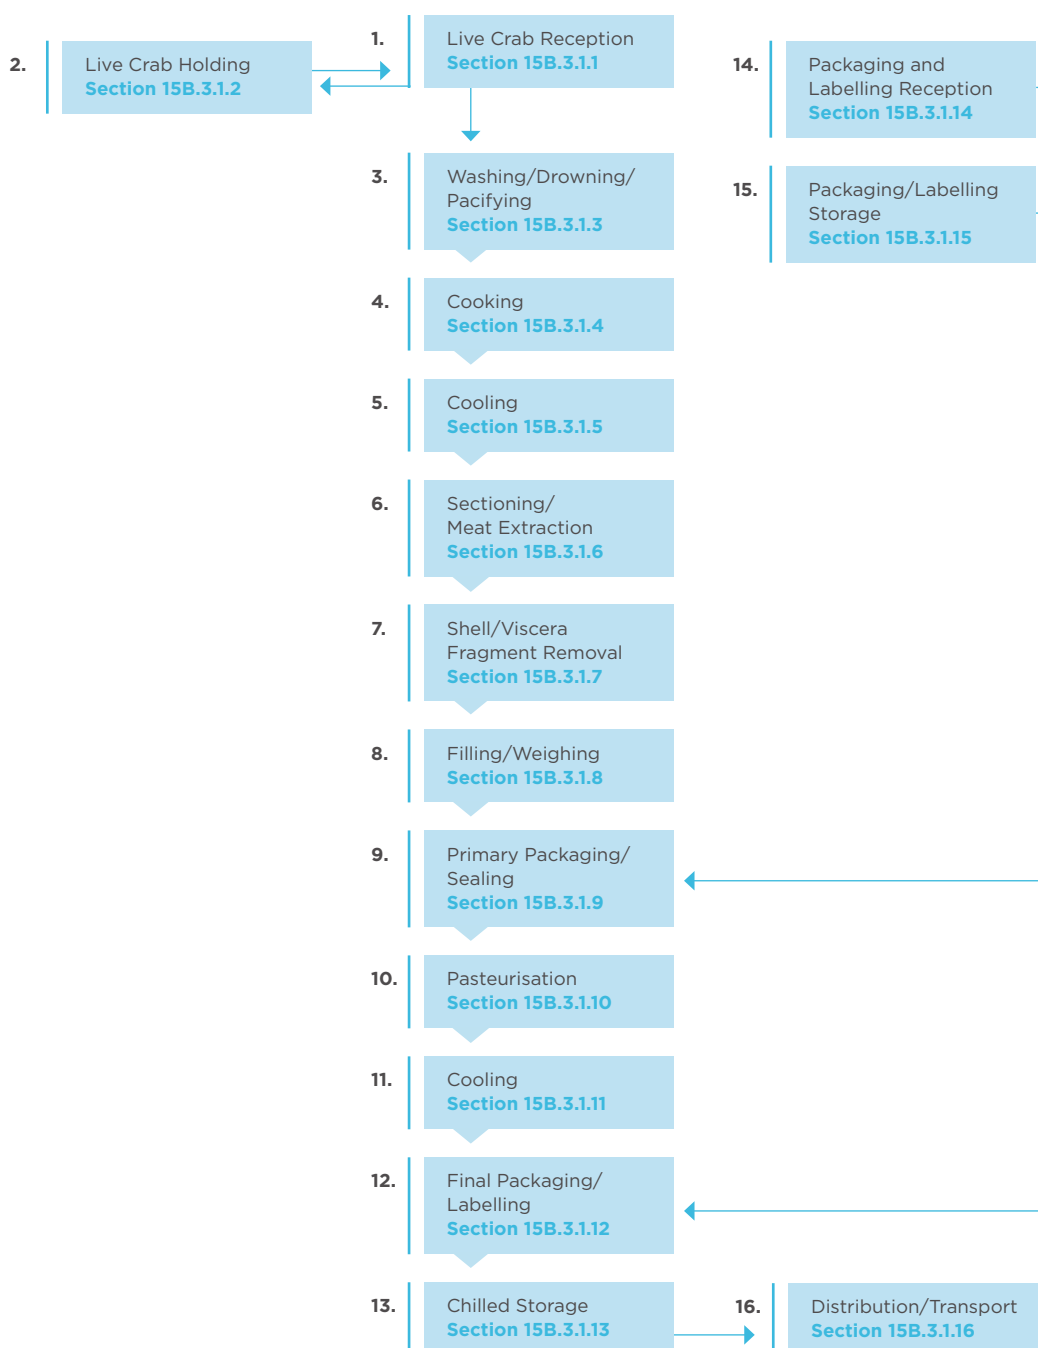 1.
Live Crab Reception
Section 15B.3.1.1
2.
Live Crab Holding
Section 15B.3.1.2
3.
Washing/Drowning/
Pacifying
Section 15B.3.1.3
4.
Cooking
Section 15B.3.1.4
5.
Cooling
Section 15B.3.1.5
6.
Sectioning/
Meat Extraction
Section 15B.3.1.6
7.
Shell/Viscera
Fragment Removal
Section 15B.3.1.7
8.
Filling/Weighing
Section 15B.3.1.8
9.
Primary Packaging/
Sealing
Section 15B.3.1.9
10.
Pasteurisation
Section 15B.3.1.10
11.
Cooling
Section 15B.3.1.11
12.
Final Packaging/
Labelling
Section 15B.3.1.12
13.
Chilled Storage
Section 15B.3.1.13
14.
Packaging and
Labelling Reception
Section 15B.3.1.14
15.
Packaging/Labelling
Storage
Section 15B.3.1.15
16.
Distribution/Transport
Section 15B.3.1.16